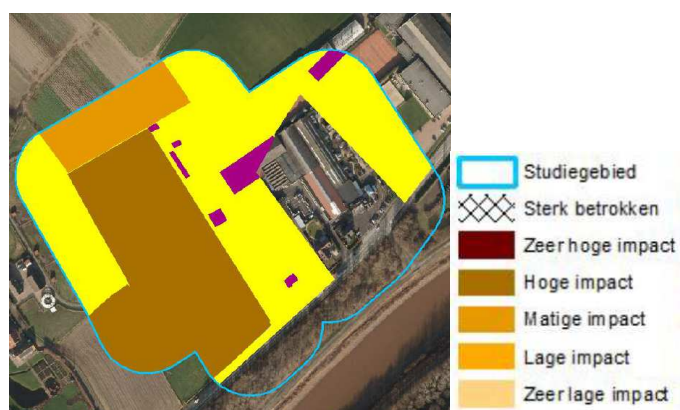 Studiegebied
Sterk betrokken
Zeer hoge impact
Hoge impact
Matige impact
Lage impact
Zeer lage impact